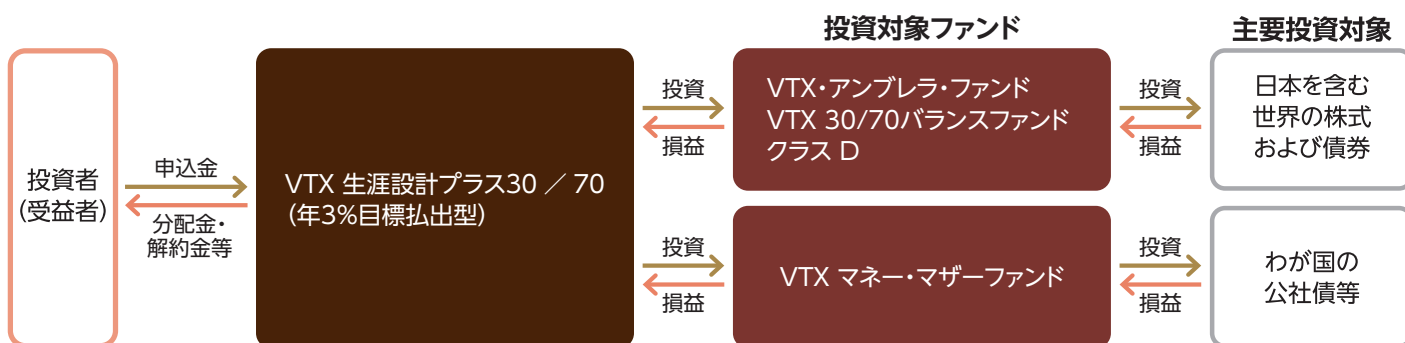 投資対象ファンド
主要投資対象
投資者
(受益者)
申込金
分配金・
解約金等
VTX 生涯設計プラス30 ／ 70
(年3%目標払出型)
投資
損益
VTX・アンブレラ・ファンド
VTX 30/70バランスファンド
クラス D
投資
損益
日本を含む
世界の株式
および債券
投資
損益
VTX マネー・マザーファンド
投資
損益
わが国の
公社債等